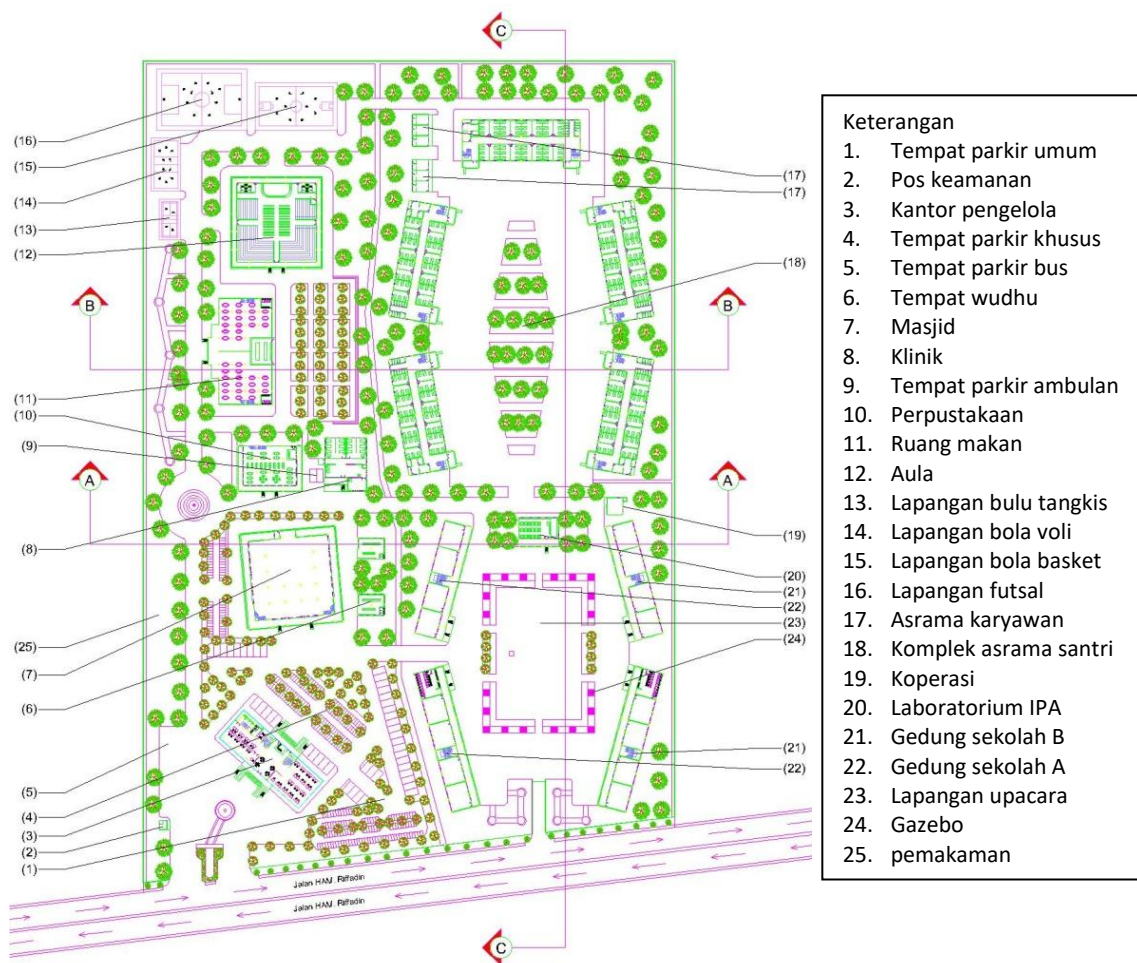 C
(16)
(15)
(14)
(13)
(12)
B
(11)
(10)
(9)
A
(8)
(25)
(7)
(6)
(5)
(4)
(3)
(2)
(1)
(17)
(17)
(18)
B
A
(19)
(20)
(21)
(22)
(23)
(24)
(21)
(22)
Jalan HAM. Riffadin
Jalan HAM. Riffadin
C
Keterangan
1. Tempat parkir umum
2. Pos keamanan
3. Kantor pengelola
4. Tempat parkir khusus
5. Tempat parkir bus
6. Tempat wudhu
7. Masjid
8. Klinik
9. Tempat parkir ambulan
10. Perpustakaan
11. Ruang makan
12. Aula
13. Lapangan bulu tangkis
14. Lapangan bola voli
15. Lapangan bola basket
16. Lapangan futsal
17. Asrama karyawan
18. Komplek asrama santri
19. Koperasi
20. Laboratorium IPA
21. Gedung sekolah B
22. Gedung sekolah A
23. Lapangan upacara
24. Gazebo
25. pemakaman